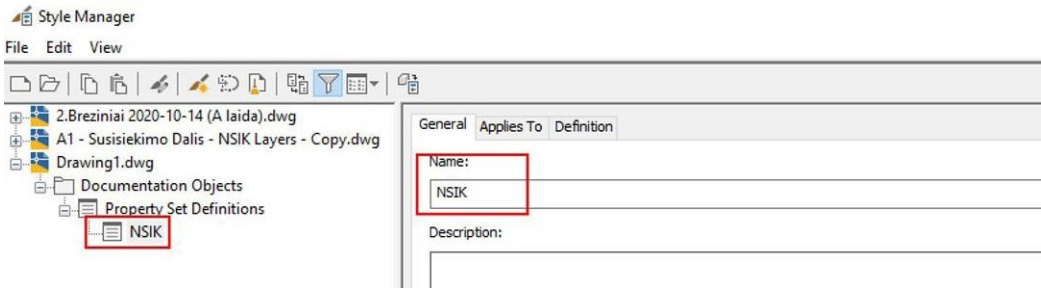 Style Manager
File Edit View
2.Breziniai 2020-10-14 (A laida).dwg
A1 - Susisiekimo Dalis - NSIK Layers - Copy.dwg
Drawing1.dwg
Documentation Objects
Property Set Definitions
NSIK
General Applies To Definition
Name:
NSIK
Description: